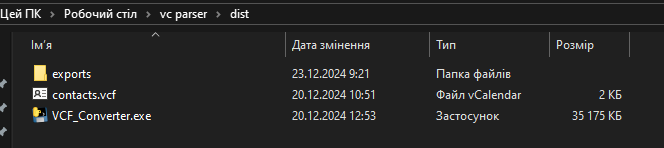 Цей ПК > Робочий стіл > vc parser > dist
Ім’я Дата змінення Тип Розмір
exports 23.12.2024 9:21 Папка файлів
contacts.vcf 20.12.2024 10:51 Файл vCalendar 2 КБ
VCF_Converter.exe 20.12.2024 12:53 Застосунок 35 175 КБ